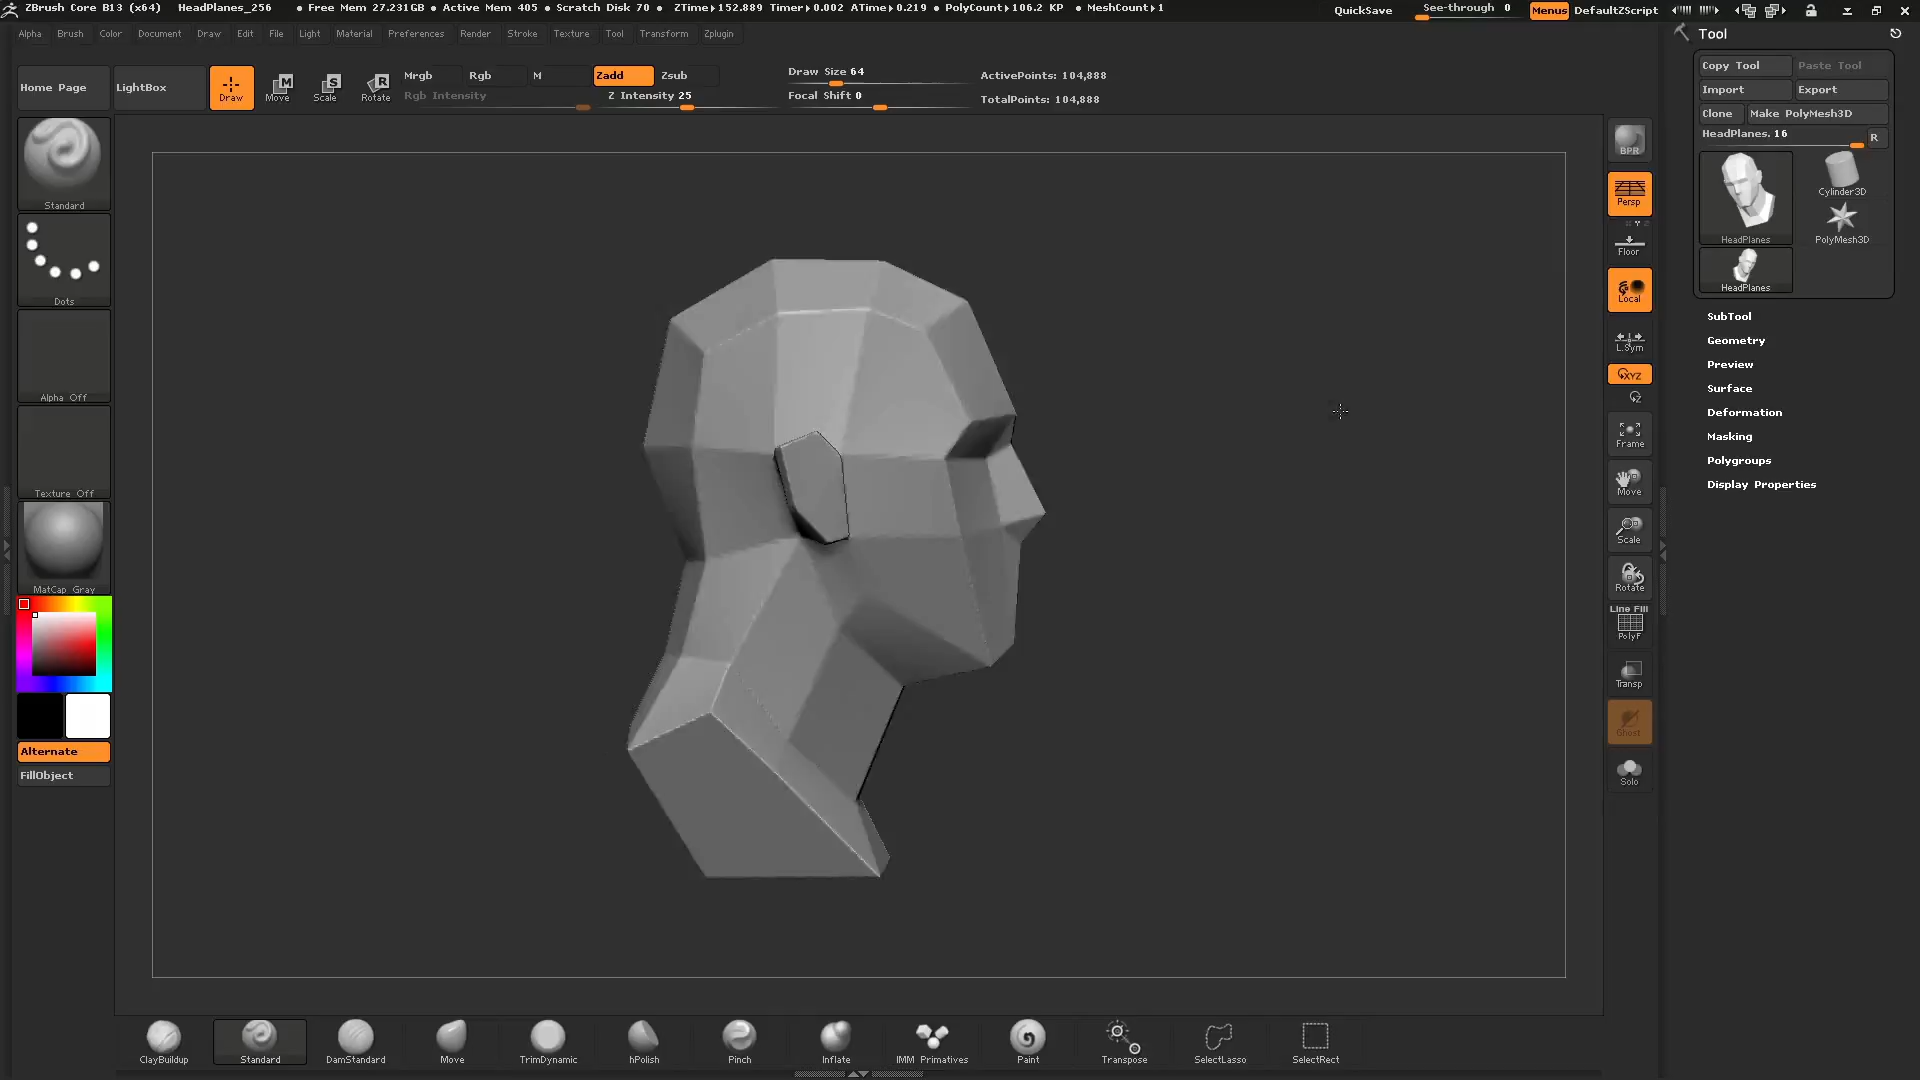 ZBrush Core B13 (x64) HeadPlanes_256 • Free Mem 27.231GB • Active Mem 405 • Scratch Disk 70 • ZTime▸152.889 Timer▸0.002 ATime▸0.219 • PolyCount▸106.2 KP • MeshCount▸1 QuickSave See-through 0 Menus DefaultZScript
Alpha Brush Color Document Draw Edit File Light Material Preferences Render Stroke Texture Tool Transform Zplugin
Tool
Copy Tool Paste Tool
Import Export
Clone Make PolyMesh3D
HeadPlanes. 16 R
HeadPlanes
Cylinder3D
PolyMesh3D
HeadPlanes
SubTool
Geometry
Preview
Surface
Deformation
Masking
Polygroups
Display Properties
Home Page LightBox Draw Move Scale Rotate
M S R
Mrgb Rgb M Zadd Zsub
Rgb Intensity Z Intensity 25
Draw Size 64
Focal Shift 0
ActivePoints: 104,888
TotalPoints: 104,888
Standard
Dots
Alpha Off
Texture Off
MatCap Gray
Alternate
FillObject
BPR
Persp
Floor
Local
L.Sym
XYZ
Z
Frame
Move
Scale
Rotate
Line Fill
PolyF
Transp
Ghost
Solo
ClayBuildup Standard DamStandard Move TrimDynamic hPolish Pinch Inflate IMM Primitives Paint Transpose SelectLasso SelectRect